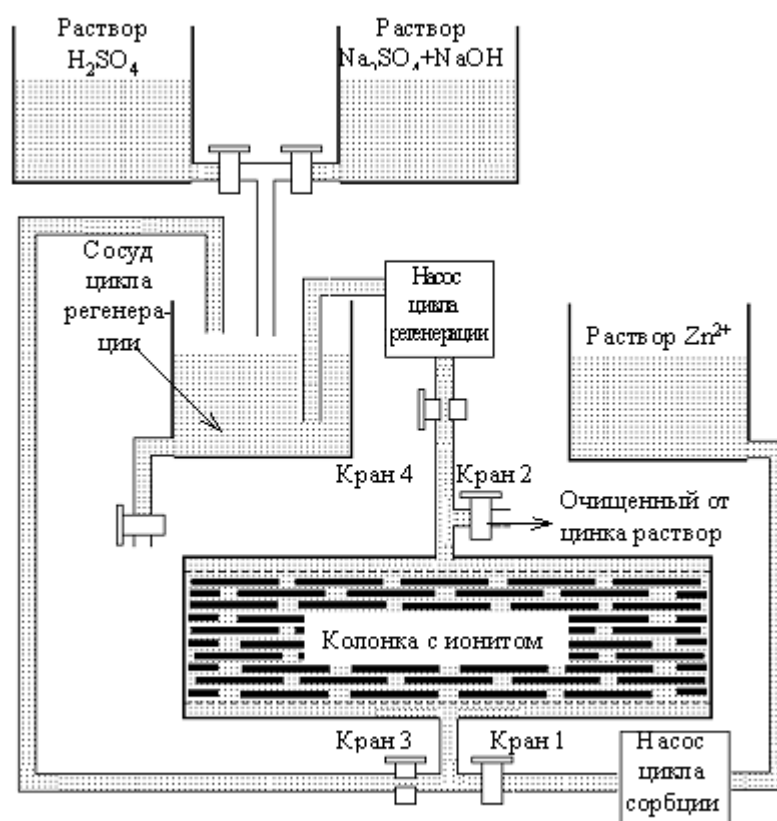 Раствор
H₂SO₄
Раствор
Na₂SO₄+NaOH
Сосуд
цикла
регенера-
ции
Насос
цикла
регенерации
Раствор Zn²⁺
Кран 4
Кран 2
Очищенный от
цинка раствор
Колонка с ионитом
Кран 3
Кран 1
Насос
цикла
сорбции